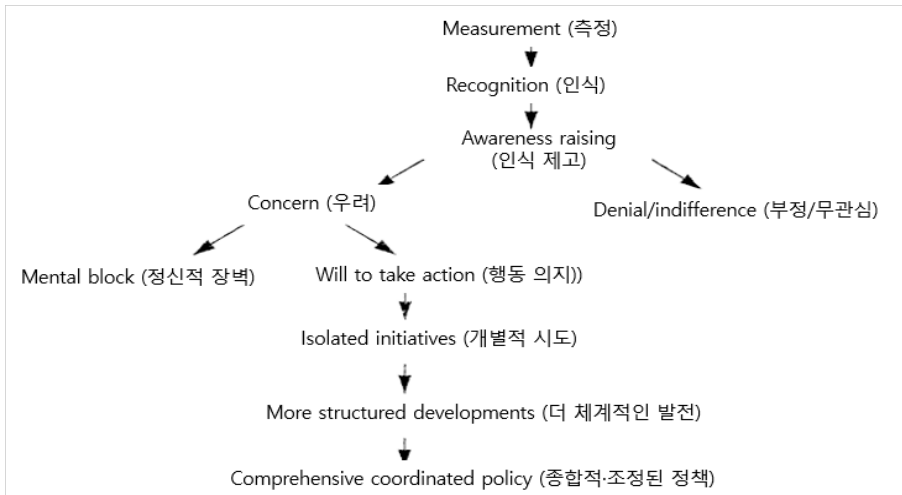 Measurement (측정)
Recognition (인식)
Awareness raising
(인식 제고)
Concern (우려)
Denial/indifference (부정/무관심)
Mental block (정신적 장벽)
Will to take action (행동 의지))
Isolated initiatives (개별적 시도)
More structured developments (더 체계적인 발전)
Comprehensive coordinated policy (종합적·조정된 정책)